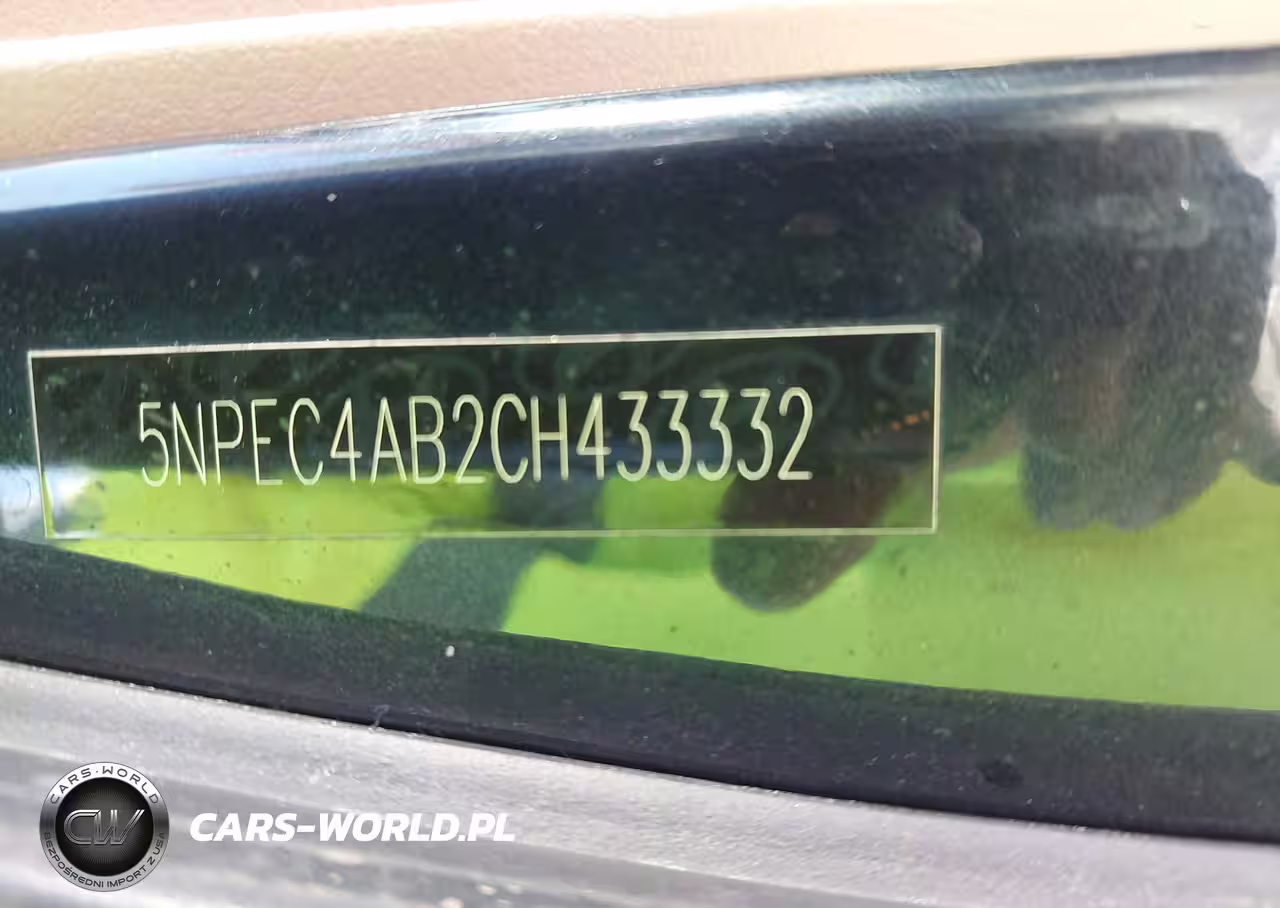 5NPEC4AB2CH433332
CARS·WORLD
CW
BEZPOŚREDNI IMPORT Z USA
CARS-WORLD.PL